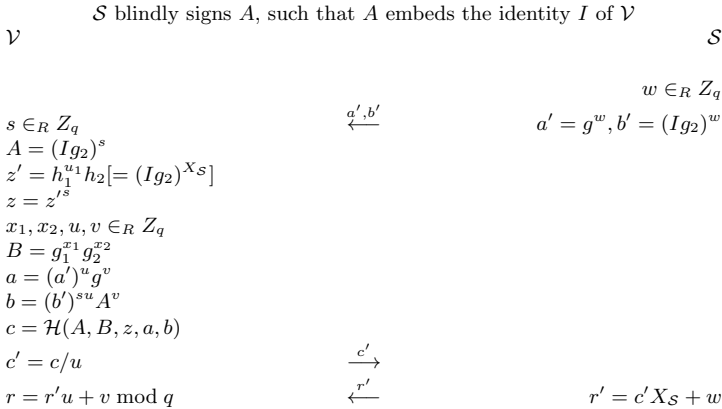 𝒮 blindly signs A, such that A embeds the identity I of 𝒱
𝒱 𝒮
w ∈_R Z_q
s ∈_R Z_q ←^{a′,b′} a′ = g^w, b′ = (Ig_2)^w
A = (Ig_2)^s
z′ = h_1^{u_1} h_2[= (Ig_2)^{X_𝒮}]
z = z′^s
x_1, x_2, u, v ∈_R Z_q
B = g_1^{x_1} g_2^{x_2}
a = (a′)^u g^v
b = (b′)^{su} A^v
c = ℋ(A, B, z, a, b)
c′ = c/u →^{c′}
r = r′u + v mod q ←^{r′} r′ = c′X_𝒮 + w